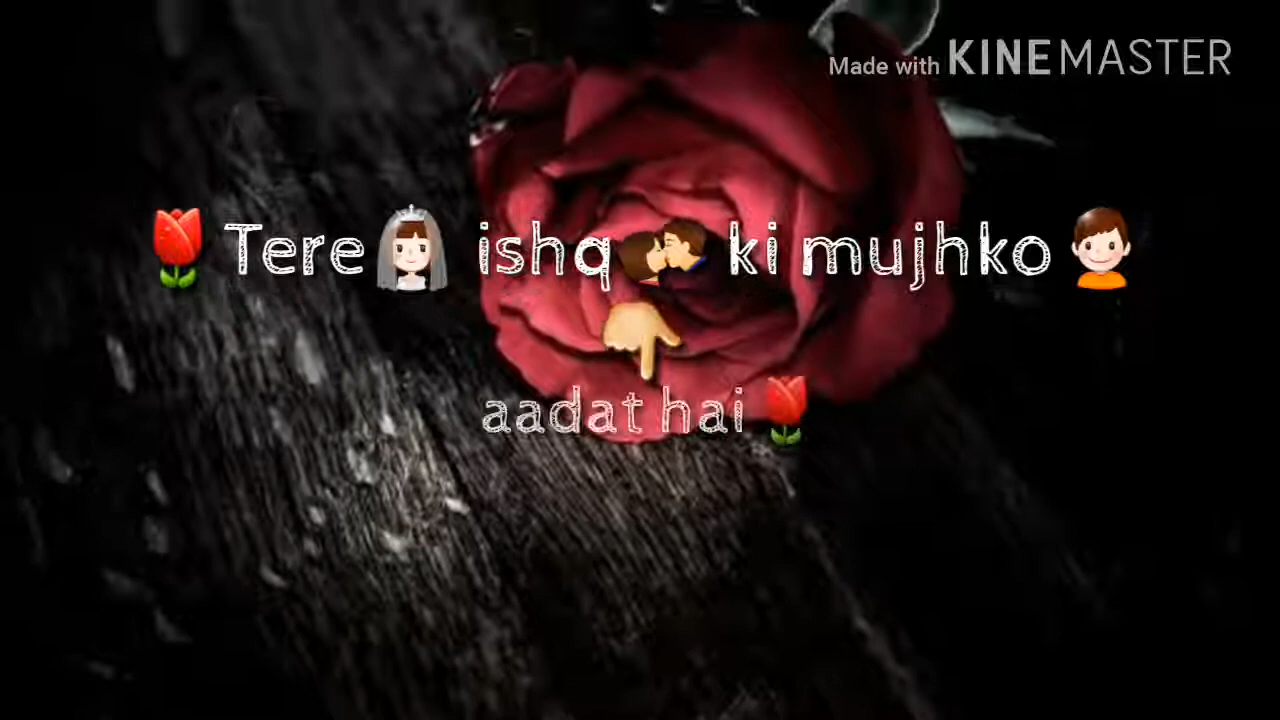 Made with KINEMASTER
🌷Tere👰 ishq💏 ki mujhko👦
👇
aadat hai🌷